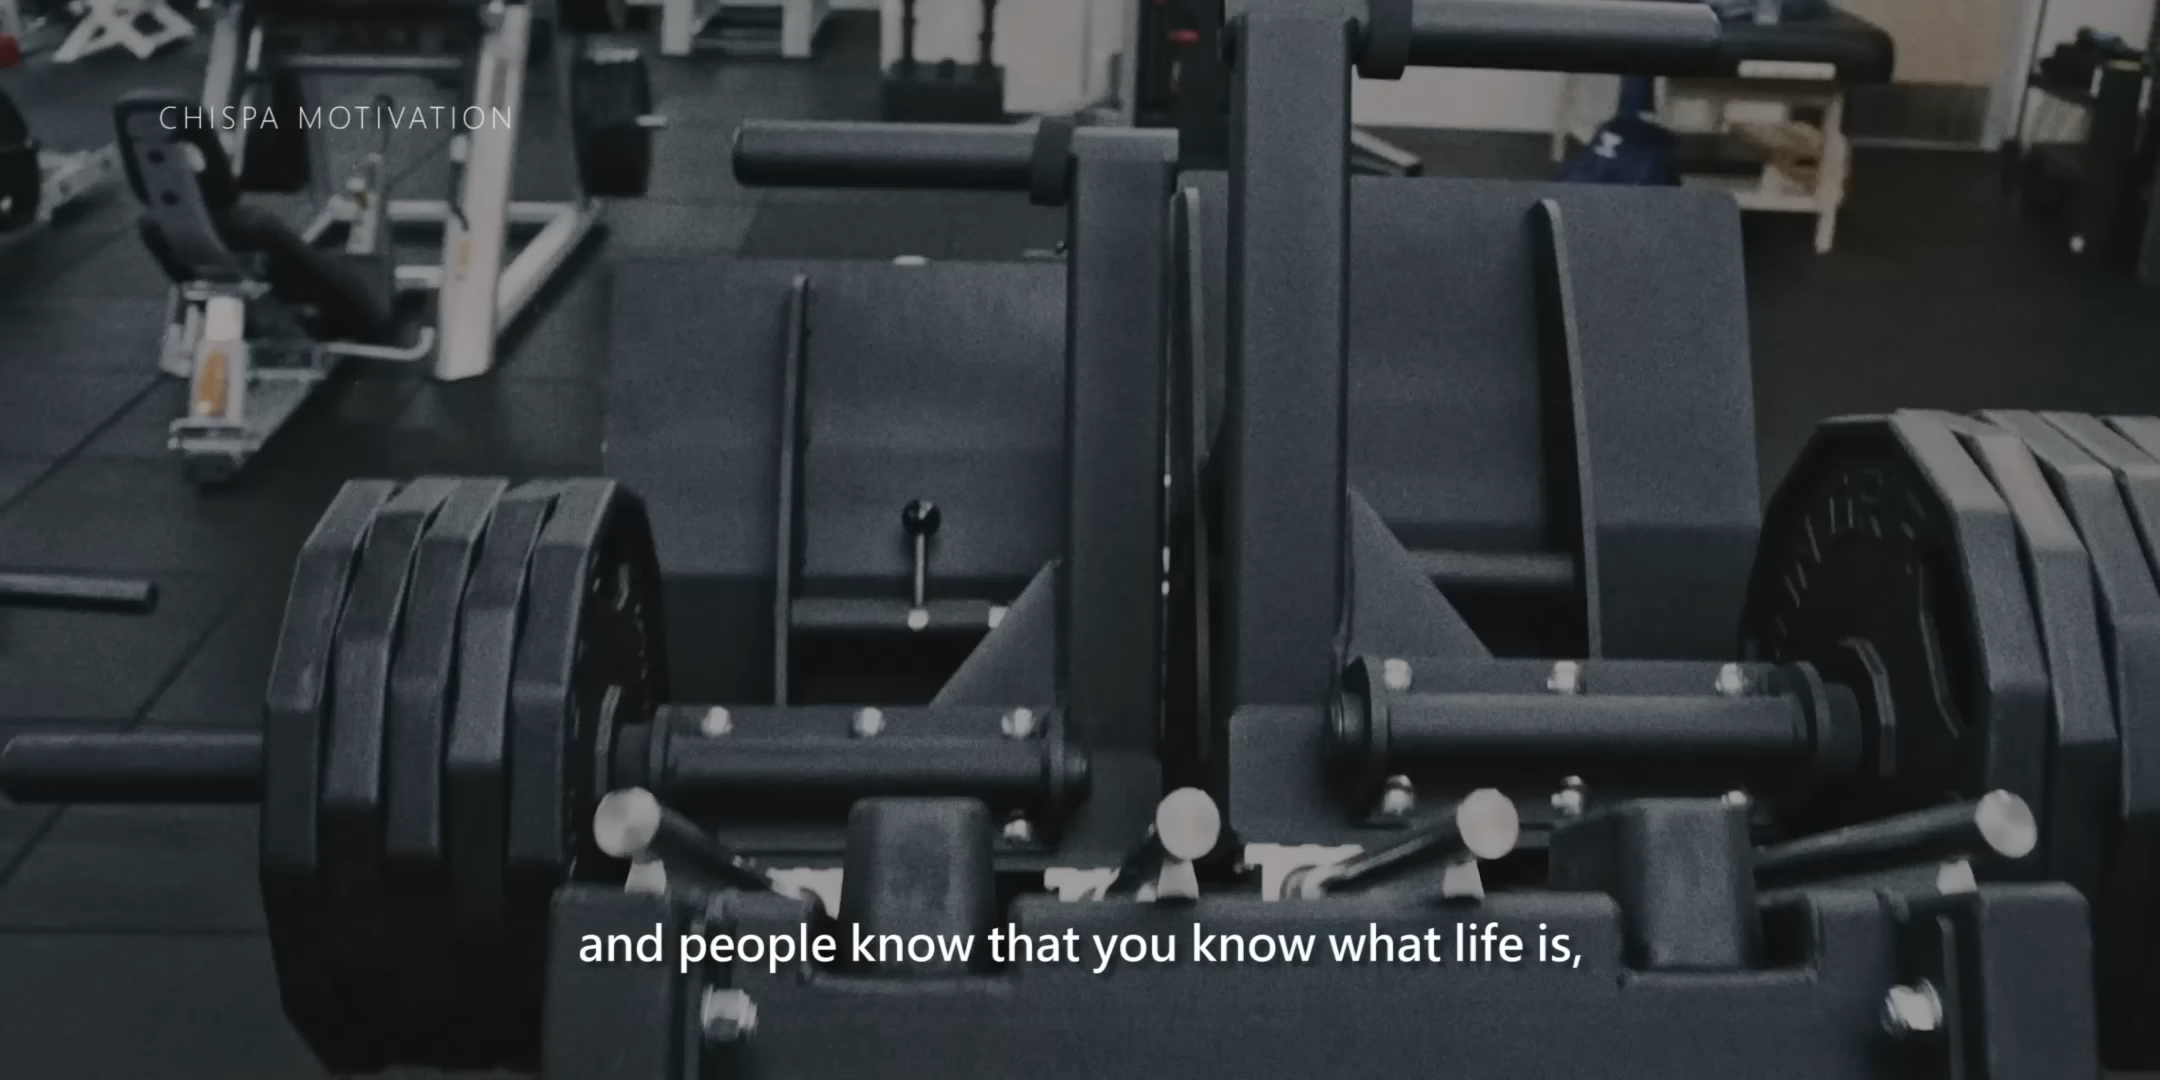 CHISPA MOTIVATION
and people know that you know what life is,